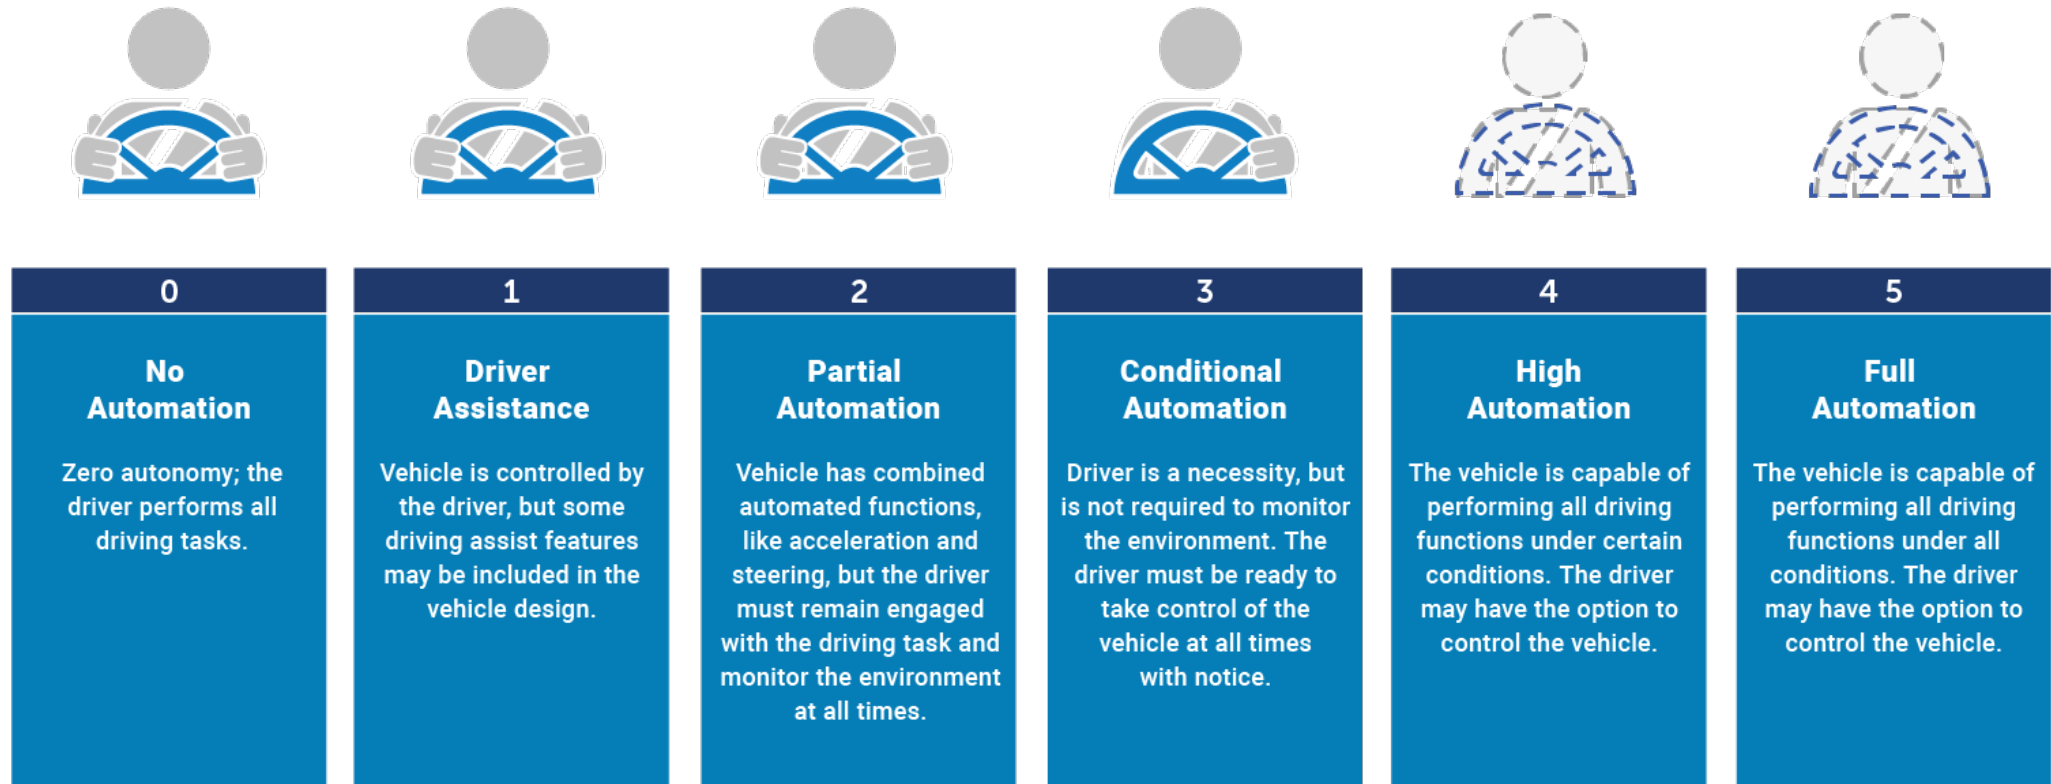 0
No
Automation
Zero autonomy; the
driver performs all
driving tasks.
1
Driver
Assistance
Vehicle is controlled by
the driver, but some
driving assist features
may be included in the
vehicle design.
2
Partial
Automation
Vehicle has combined
automated functions,
like acceleration and
steering, but the driver
must remain engaged
with the driving task and
monitor the environment
at all times.
3
Conditional
Automation
Driver is a necessity, but
is not required to monitor
the environment. The
driver must be ready to
take control of the
vehicle at all times
with notice.
4
High
Automation
The vehicle is capable of
performing all driving
functions under certain
conditions. The driver
may have the option to
control the vehicle.
5
Full
Automation
The vehicle is capable of
performing all driving
functions under all
conditions. The driver
may have the option to
control the vehicle.